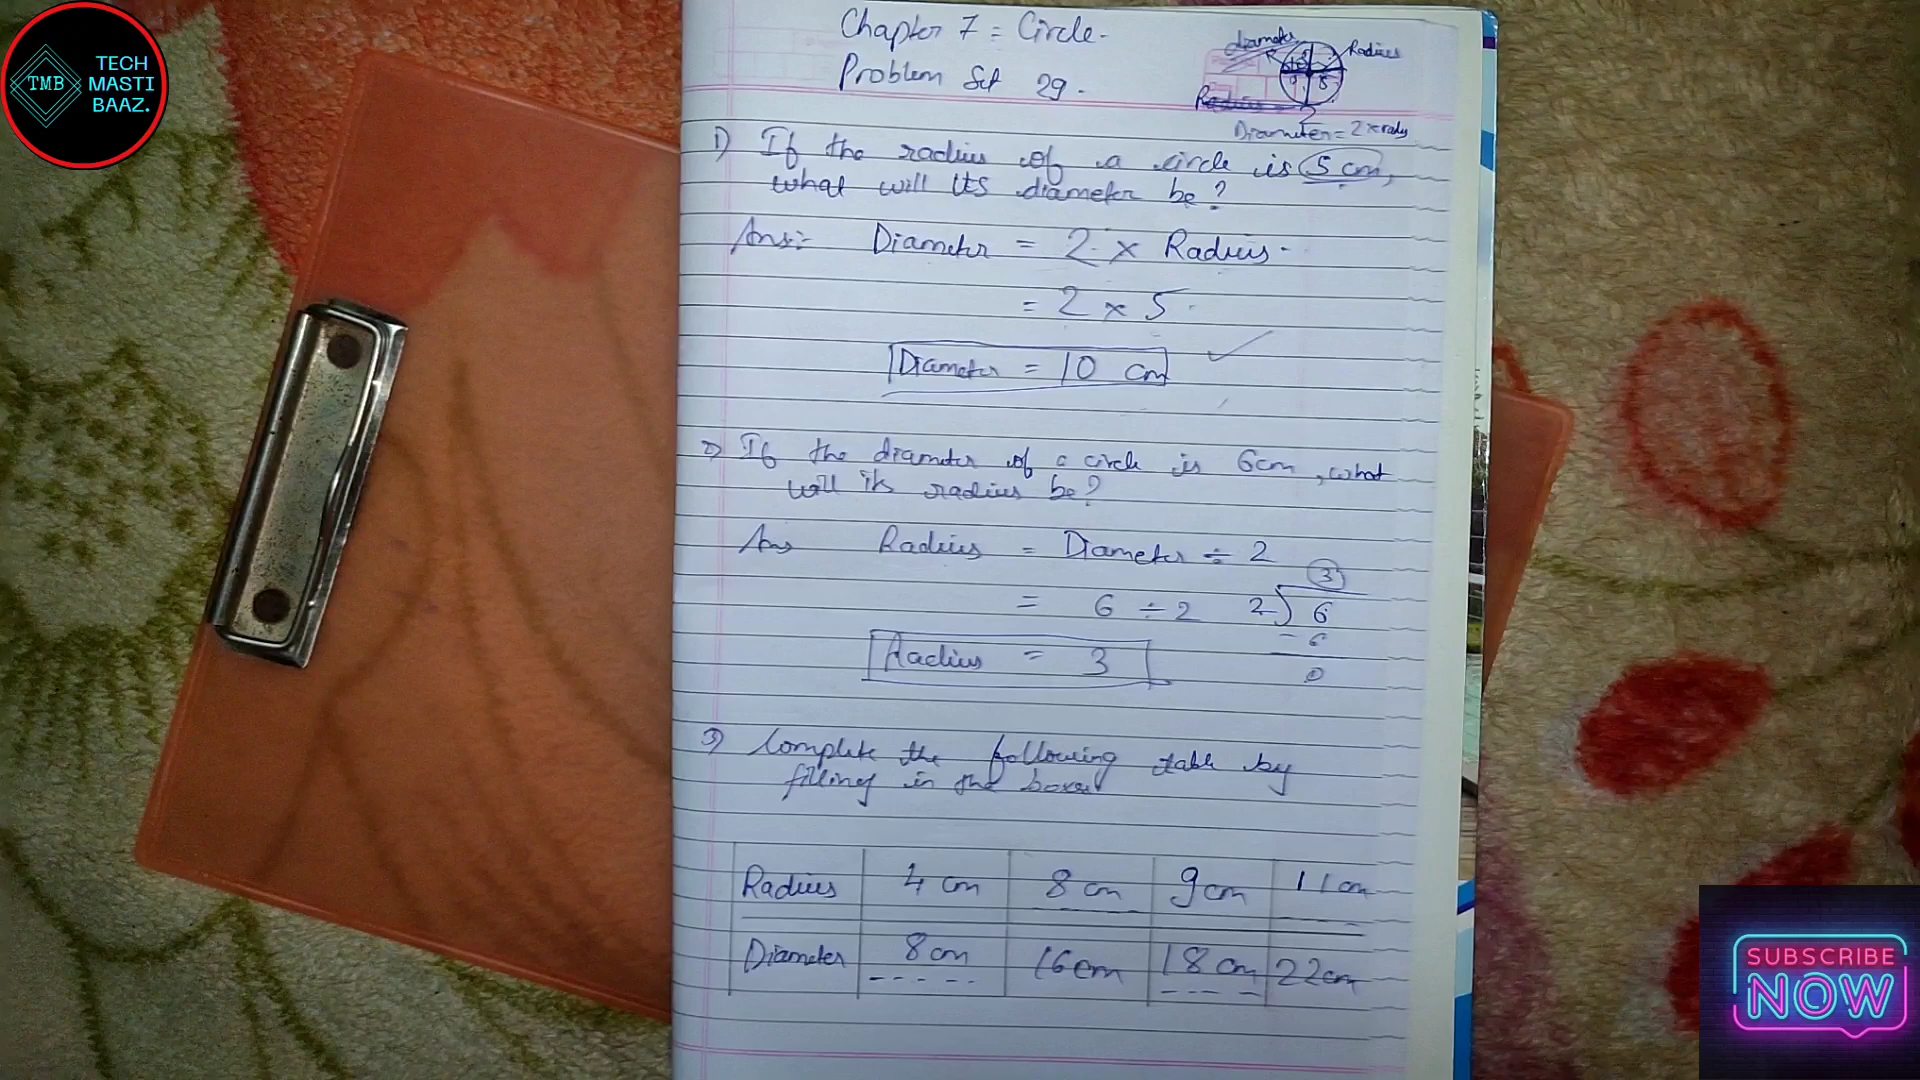 TMB
TECH
MASTI
BAAZ.
Chapter 7 = Circle.
Problem Set 29.
diameter
Radius
Radius
Diameter = 2 x
1) If the radius of a circle is 5 cm,
what will its diameter be?
Ans:- Diameter = 2 x Radius.
= 2 x 5
Diameter = 10 cm
2) If the diameter of a circle is 6cm, what
will its radius be?
Ans Radius = Diameter ÷ 2
3
= 6 ÷ 2 2) 6
- 6
Radius = 3
0
3) Complete the following table by
filling in the boxes
Radius 4 cm 8 cm 9 cm 11 cm
Diameter 8 cm 16 cm 18 cm 22 cm
SUBSCRIBE
NOW